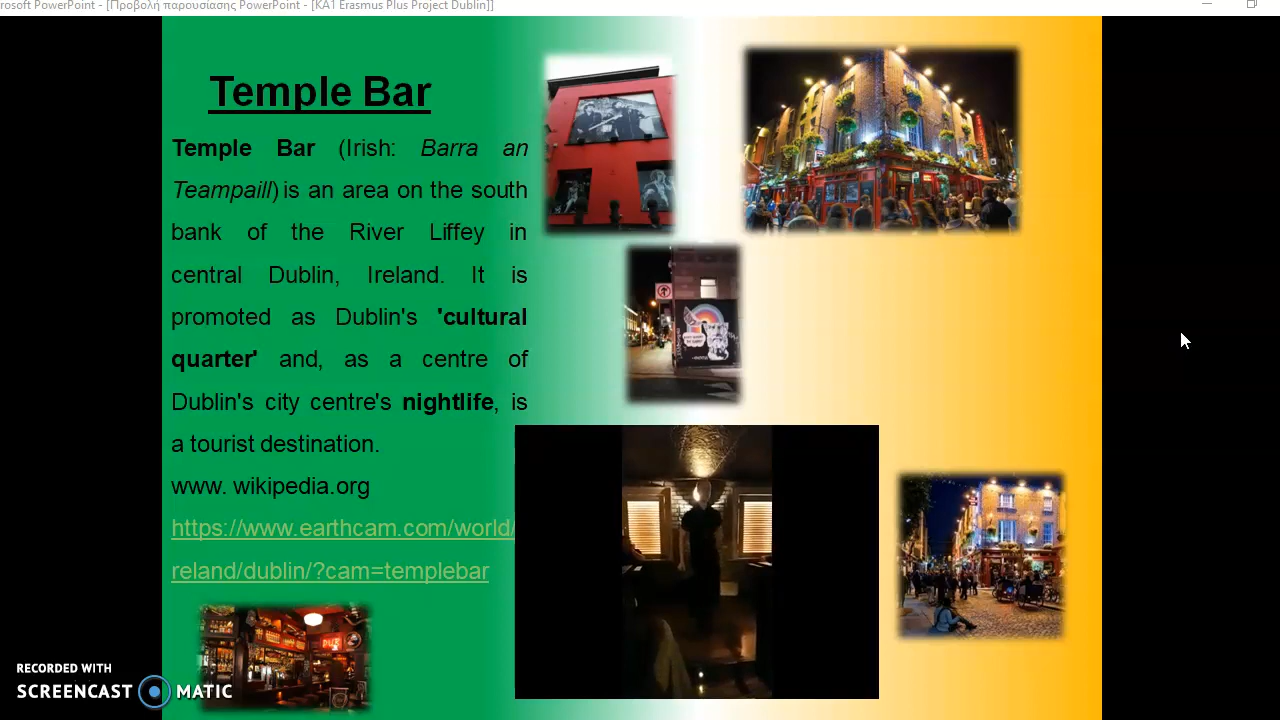 rosoft PowerPoint - [Προβολή παρουσίασης PowerPoint - [KA1 Erasmus Plus Project Dublin]]
Temple Bar
Temple Bar (Irish: Barra an
Teampaill) is an area on the south
bank of the River Liffey in
central Dublin, Ireland. It is
promoted as Dublin's 'cultural
quarter' and, as a centre of
Dublin's city centre's nightlife, is
a tourist destination.
www. wikipedia.org
https://www.earthcam.com/world/
reland/dublin/?cam=templebar
RECORDED WITH
SCREENCAST MATIC